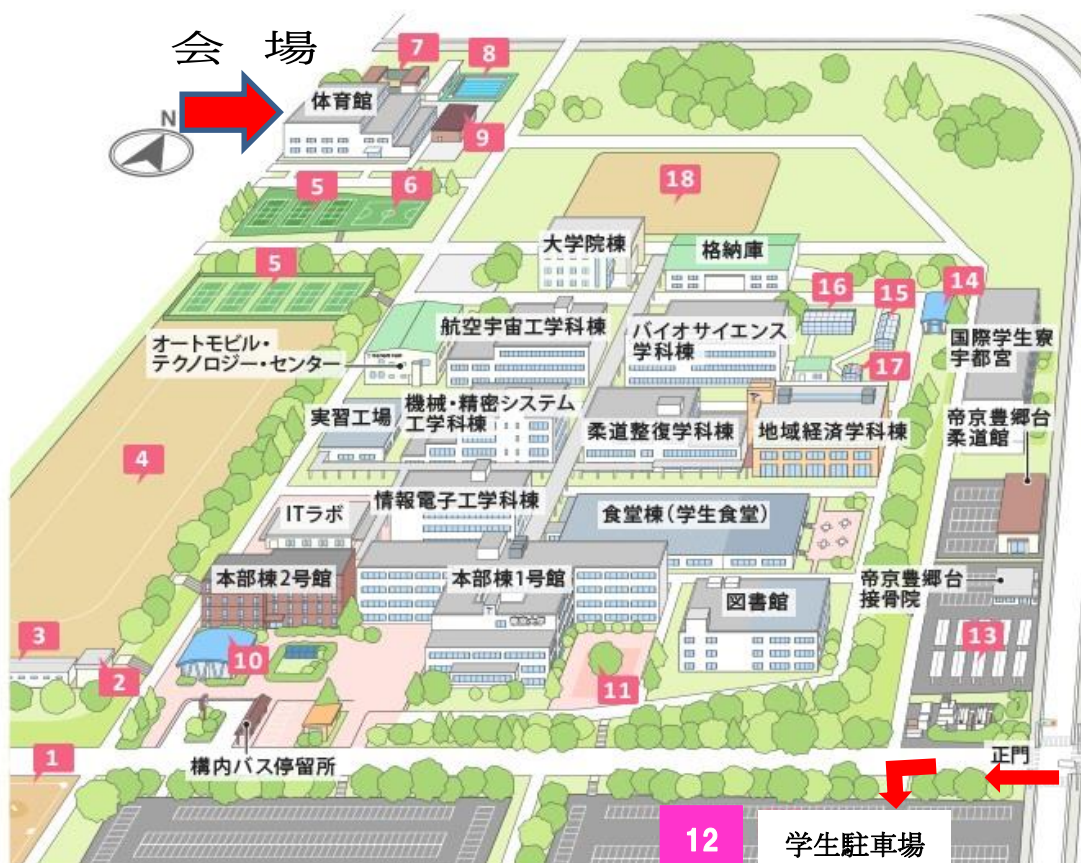 会 場
7
8
体育館
N
9
5
6
18
大学院棟
格納庫
5
16
15
14
航空宇宙工学科棟
バイオサイエンス
学科棟
オートモビル・
テクノロジー・センター
国際学生寮
宇都宮
17
実習工場
機械・精密システム
工学科棟
柔道整復学科棟
地域経済学科棟
帝京豊郷台
柔道館
4
情報電子工学科棟
ITラボ
食堂棟(学生食堂)
本部棟2号館
本部棟1号館
帝京豊郷台
接骨院
図書館
3
2
10
11
13
1
構内バス停留所
正門
12
学生駐車場